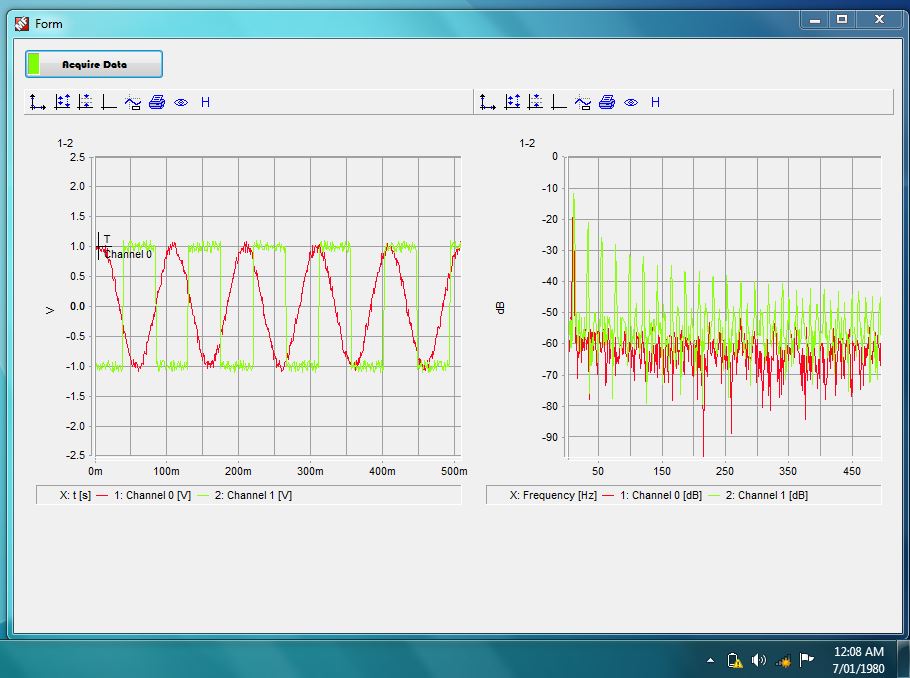 Form
Acquire Data
H
H
1-2
2.5
2.0
1.5
1.0
0.5
0.0
-0.5
-1.0
-1.5
-2.0
-2.5
V
T
Channel 0
0m 100m 200m 300m 400m 500m
X: t [s] 1: Channel 0 [V] 2: Channel 1 [V]
1-2
0
-10
-20
-30
-40
-50
-60
-70
-80
-90
dB
50 150 250 350 450
X: Frequency [Hz] 1: Channel 0 [dB] 2: Channel 1 [dB]
12:08 AM
7/01/1980